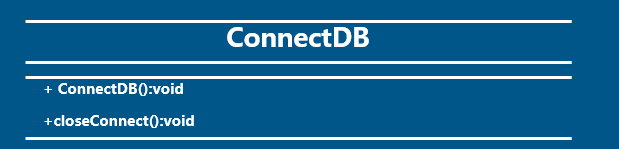 ConnectDB
+ ConnectDB():void
+closeConnect():void